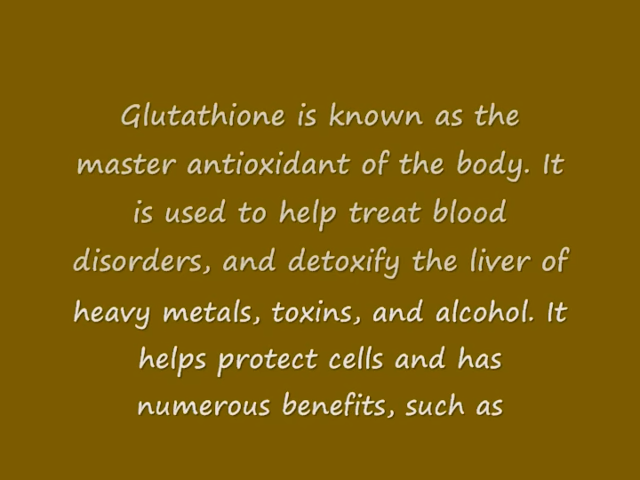 Glutathione is known as the
master antioxidant of the body. It
is used to help treat blood
disorders, and detoxify the liver of
heavy metals, toxins, and alcohol. It
helps protect cells and has
numerous benefits, such as